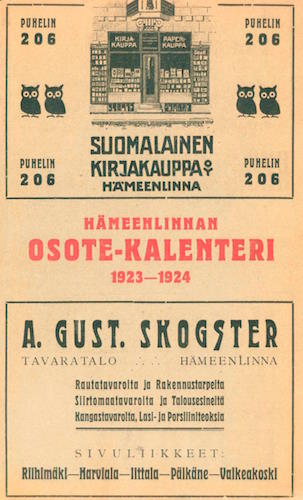 PUHELIN
206
KIRJA-
KAUPPA
PAPERI-
KAUPPA
PUHELIN
206
PUHELIN
206
SUOMALAINEN
KIRJAKAUPPA O/Y
HÄMEENLINNA
PUHELIN
206
HÄMEENLINNAN
OSOTE-KALENTERI
1923—1924
A. GUST. SKOGSTER
TAVARATALO ∴ ∴ HÄMEENLINNA
Rautatavaroita ja Rakennustarpeita
Siirtomaatavaroita ja Talousesineitä
Kangastavaroita, Lasi- ja Porsliiniteoksia
SIVULIIKKEET:
Riihimäki—Harviala—Iittala—Pälkäne—Valkeakoski